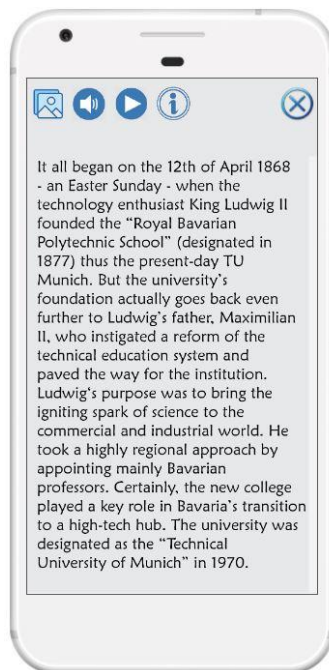 It all began on the 12th of April 1868
- an Easter Sunday - when the
technology enthusiast King Ludwig II
founded the “Royal Bavarian
Polytechnic School” (designated in
1877) thus the present-day TU
Munich. But the university’s
foundation actually goes back even
further to Ludwig’s father, Maximilian
II, who instigated a reform of the
technical education system and
paved the way for the institution.
Ludwig‘s purpose was to bring the
igniting spark of science to the
commercial and industrial world. He
took a highly regional approach by
appointing mainly Bavarian
professors. Certainly, the new college
played a key role in Bavaria’s transition
to a high-tech hub. The university was
designated as the “Technical
University of Munich” in 1970.